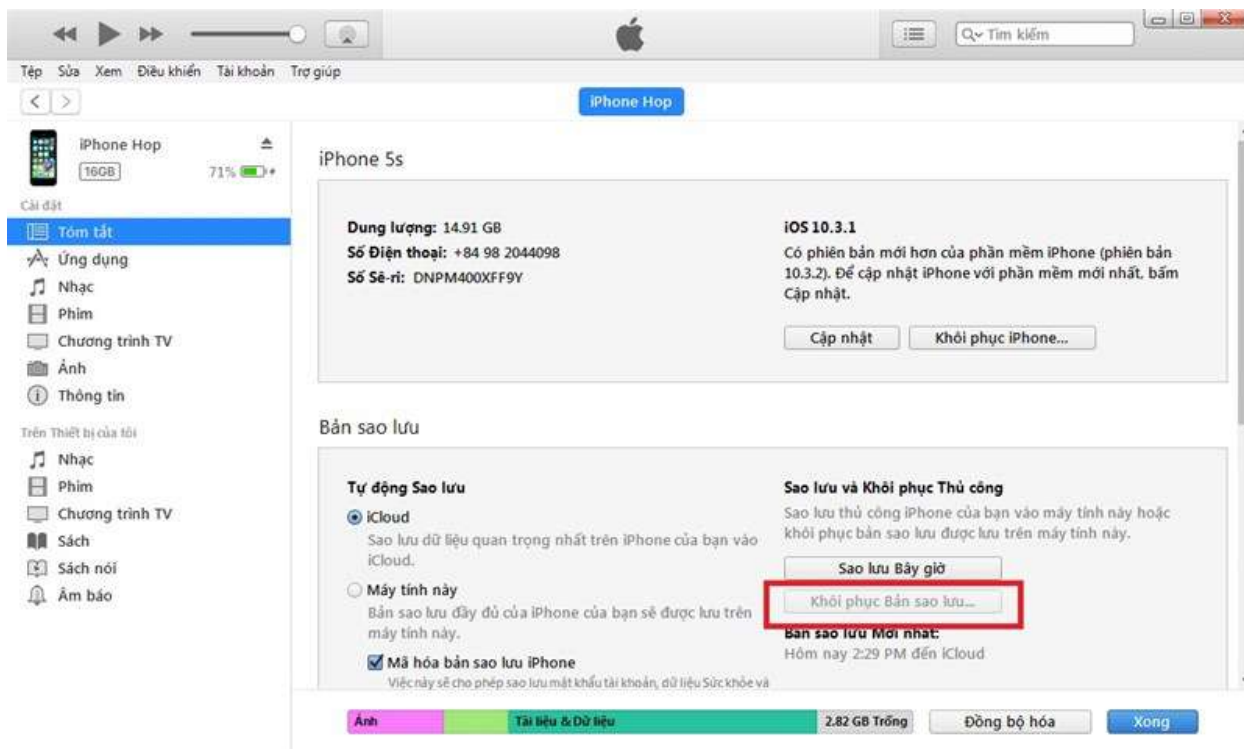 Tìm kiếm
Tệp Sửa Xem Điều khiển Tài khoản Trợ giúp
iPhone Hop
iPhone Hop
16GB 71%
Cài đặt
Tóm tắt
Ứng dụng
Nhạc
Phim
Chương trình TV
Ảnh
Thông tin
Trên Thiết bị của tôi
Nhạc
Phim
Chương trình TV
Sách
Sách nói
Âm báo
iPhone 5s
Dung lượng: 14.91 GB
Số Điện thoại: +84 98 2044098
Số Sê-ri: DNPM400XFF9Y
iOS 10.3.1
Có phiên bản mới hơn của phần mềm iPhone (phiên bản
10.3.2). Để cập nhật iPhone với phần mềm mới nhất, bấm
Cập nhật.
Cập nhật Khôi phục iPhone...
Bản sao lưu
Tự động Sao lưu
iCloud
Sao lưu dữ liệu quan trọng nhất trên iPhone của bạn vào
iCloud.
Máy tính này
Bản sao lưu đầy đủ của iPhone của bạn sẽ được lưu trên
máy tính này.
Mã hóa bản sao lưu iPhone
Việc này sẽ cho phép sao lưu mật khẩu tài khoản, dữ liệu Sức khỏe và
Sao lưu và Khôi phục Thủ công
Sao lưu thủ công iPhone của bạn vào máy tính này hoặc
khôi phục bản sao lưu được lưu trên máy tính này.
Sao lưu Bây giờ
Khôi phục Bản sao lưu...
Bản sao lưu Mới nhất:
Hôm nay 2:29 PM đến iCloud
Ảnh Tài liệu & Dữ liệu 2.82 GB Trống Đồng bộ hóa Xong